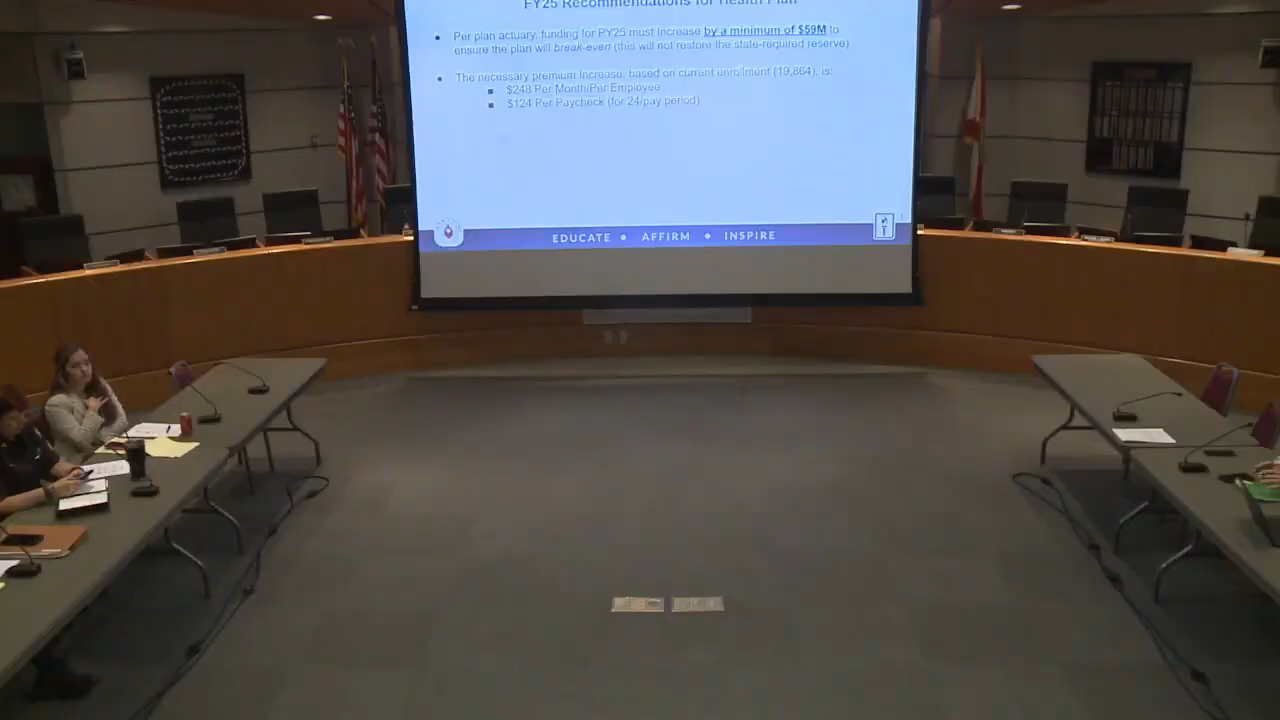 FY25 Recommendations for Health Plan
Per plan actuary, funding for PY25 must Increase by a minimum of $59M to
ensure the plan will break-even (this will not restore the state-required reserve)
The necessary premium Increase, based on current enrollment (19,864), is:
$248 Per Month/Per Employee
$124 Per Paycheck (for 24/pay period)
EDUCATE • AFFIRM • INSPIRE